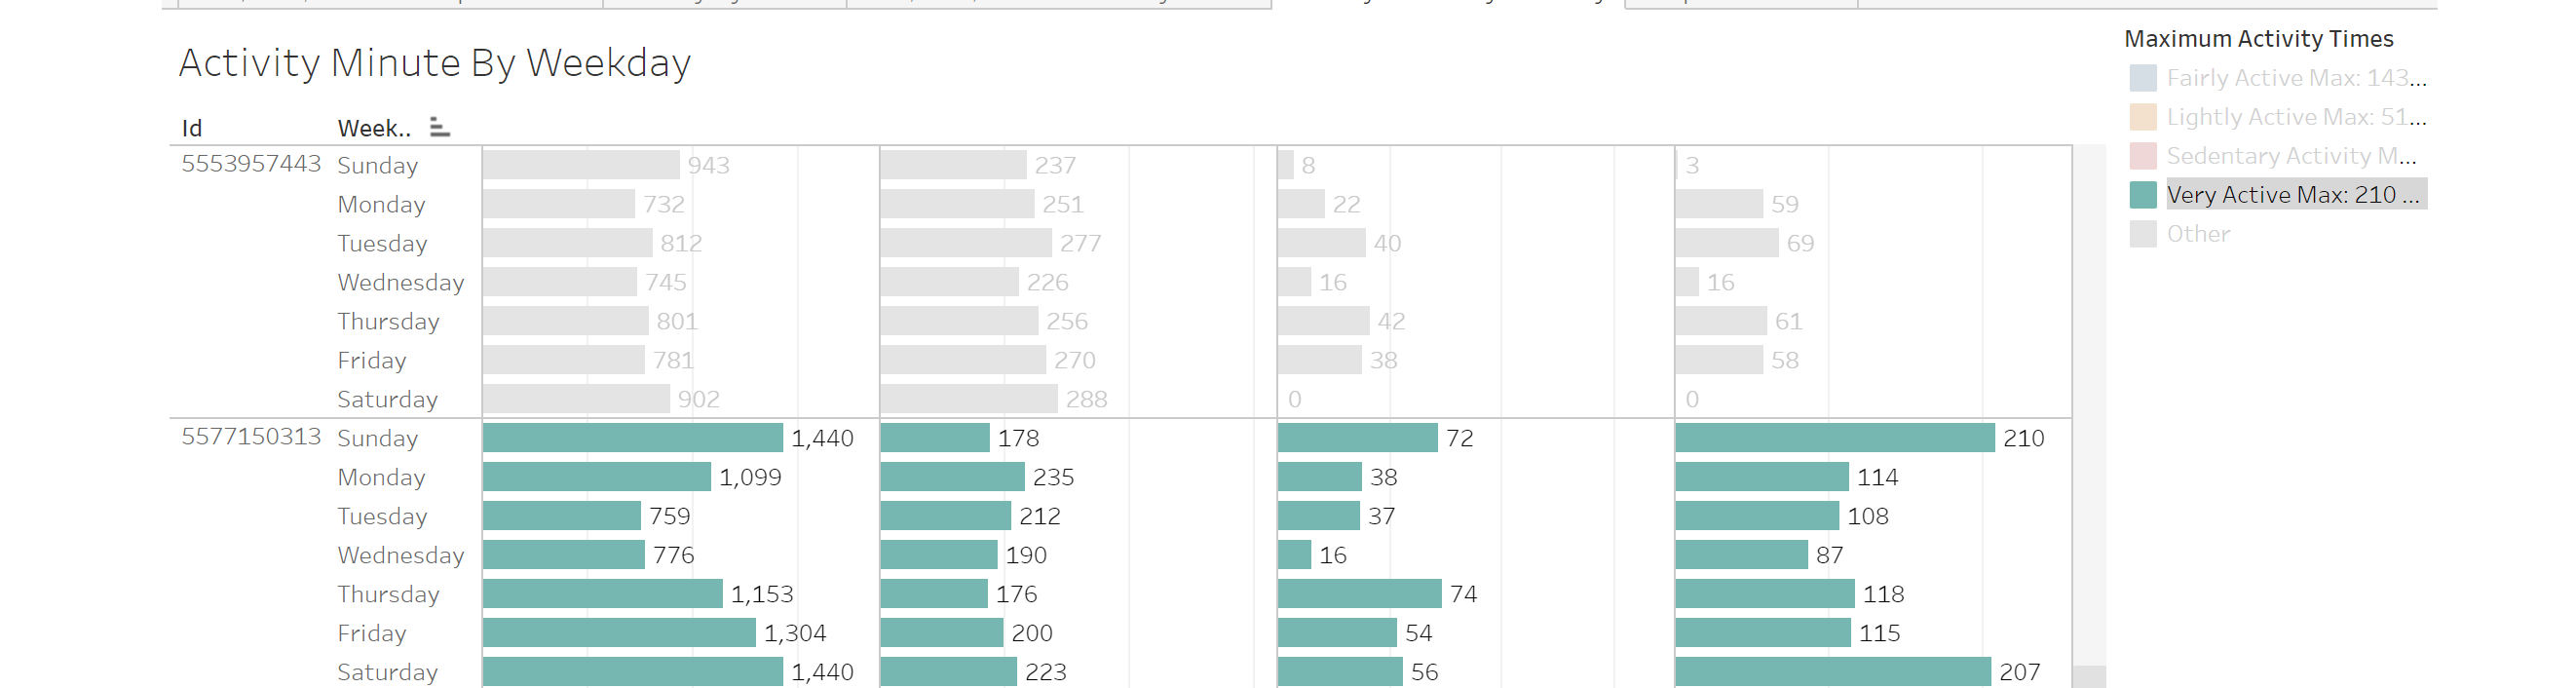 Activity Minute By Weekday
Id Week..
5553957443 Sunday 943 237 8 3
Monday 732 251 22 59
Tuesday 812 277 40 69
Wednesday 745 226 16 16
Thursday 801 256 42 61
Friday 781 270 38 58
Saturday 902 288 0 0
5577150313 Sunday 1,440 178 72 210
Monday 1,099 235 38 114
Tuesday 759 212 37 108
Wednesday 776 190 16 87
Thursday 1,153 176 74 118
Friday 1,304 200 54 115
Saturday 1,440 223 56 207
Maximum Activity Times
Fairly Active Max: 143...
Lightly Active Max: 51...
Sedentary Activity M...
Very Active Max: 210 ...
Other